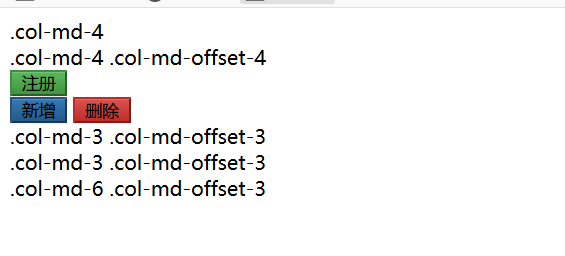 .col-md-4
.col-md-4 .col-md-offset-4
注册
新增 删除
.col-md-3 .col-md-offset-3
.col-md-3 .col-md-offset-3
.col-md-6 .col-md-offset-3